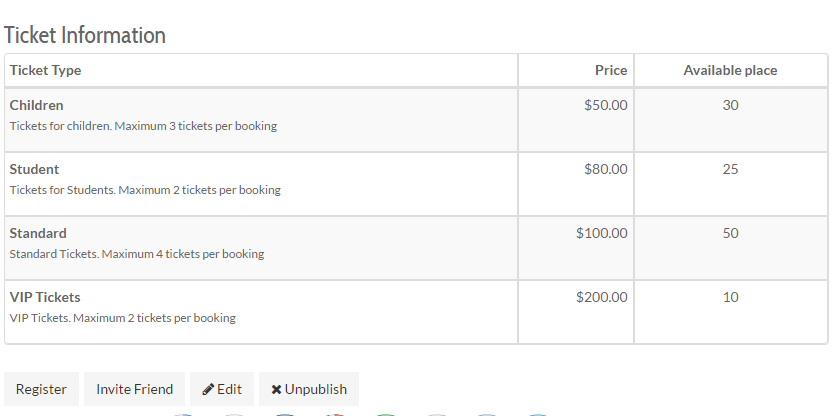 Ticket Information
Ticket Type Price Available place
Children $50.00 30
Tickets for children. Maximum 3 tickets per booking
Student $80.00 25
Tickets for Students. Maximum 2 tickets per booking
Standard $100.00 50
Standard Tickets. Maximum 4 tickets per booking
VIP Tickets $200.00 10
VIP Tickets. Maximum 2 tickets per booking
Register Invite Friend Edit Unpublish